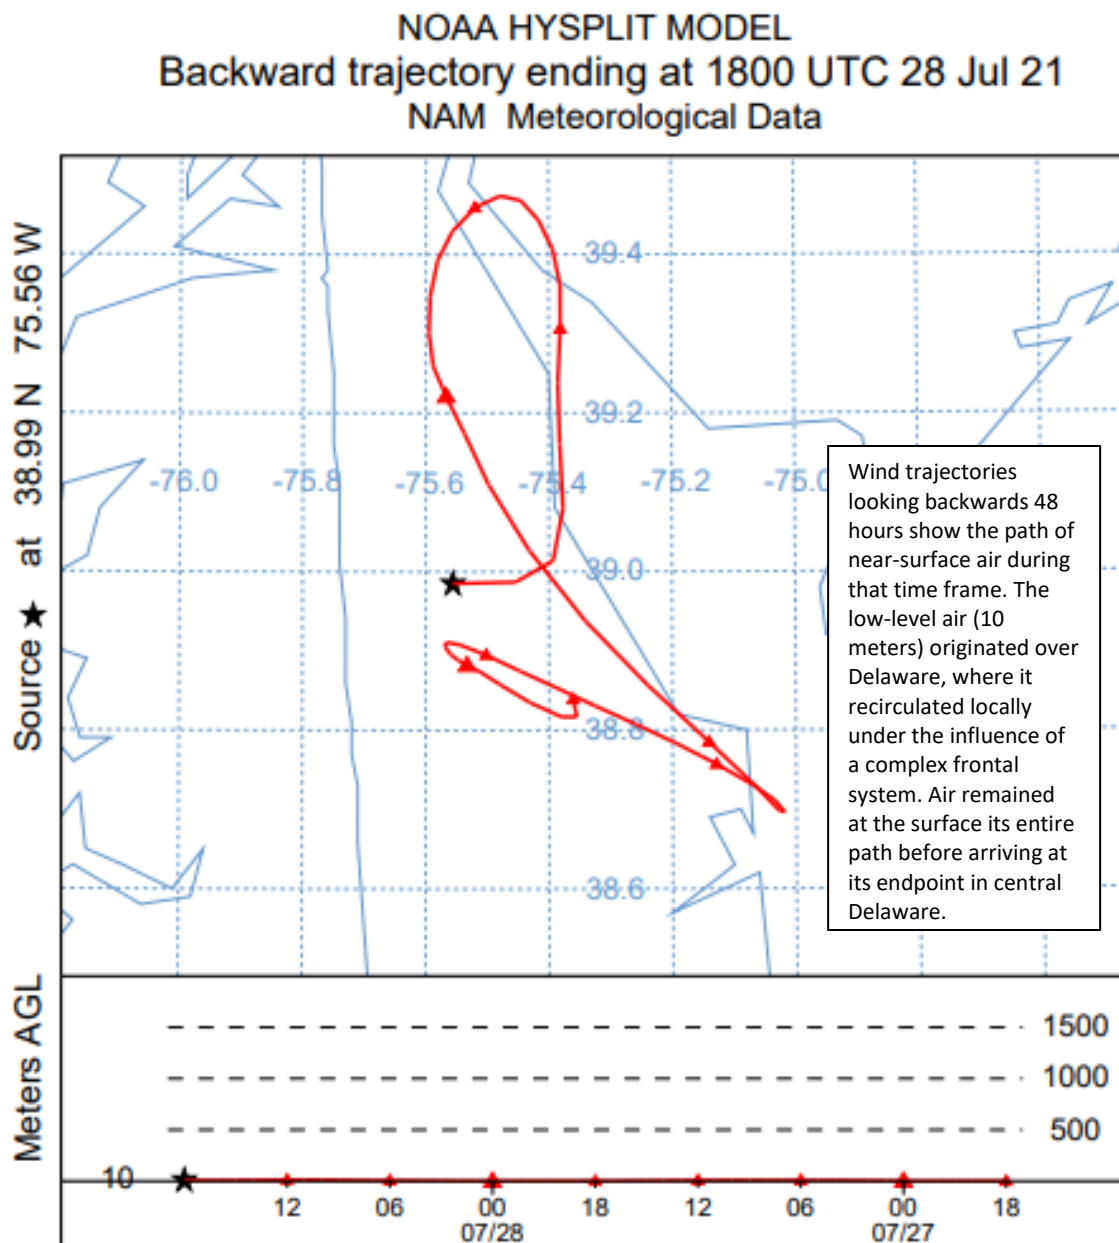 NOAA HYSPLIT MODEL
Backward trajectory ending at 1800 UTC 28 Jul 21
NAM Meteorological Data
Source ★ at 38.99 N 75.56 W
39.4
39.2
-76.0 -75.8 -75.6 -75.4 -75.2 -75.0
39.0
38.8
38.6
Wind trajectories
looking backwards 48
hours show the path of
near-surface air during
that time frame. The
low-level air (10
meters) originated over
Delaware, where it
recirculated locally
under the influence of
a complex frontal
system. Air remained
at the surface its entire
path before arriving at
its endpoint in central
Delaware.
Meters AGL
1500
1000
500
10
12 06 00 18 12 06 00 18
07/28 07/27